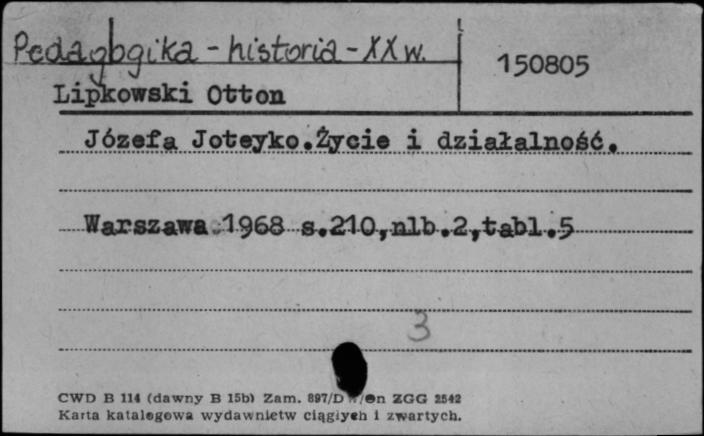 Pedagogika - historia - XX w.
150805
Lipkowski Otton
Józefa Joteyko.Życie i działalność.
Warszawa 1968 s.210,nlb.2,tabl.5
3
CWD B 114 (dawny B 15b) Zam. 897/D W/On ZGG 2542
Karta katalogowa wydawnictw ciągłych i zwartych.